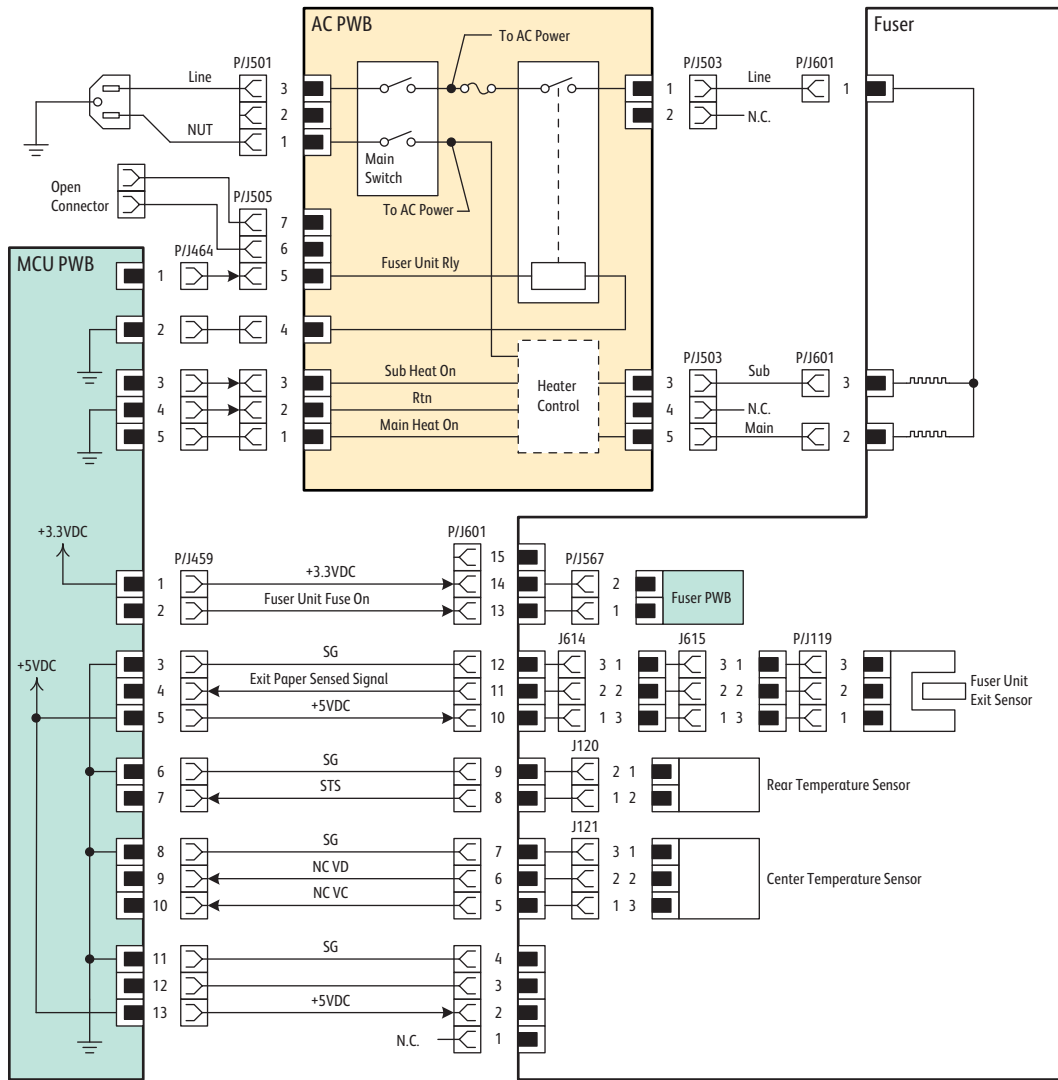 AC PWB
Fuser
To AC Power
P/J501
Line
3
2
NUT
1
Main
Switch
To AC Power
1
P/J503
Line
P/J601
1
2
N.C.
Open
Connector
P/J505
7
6
MCU PWB
P/J464
1
5
Fuser Unit Rly
2
4
3
3
Sub Heat On
4
2
Rtn
5
1
Main Heat On
Heater
Control
P/J503
P/J601
3
Sub
3
4
N.C.
5
Main
2
+3.3VDC
P/J459
P/J601
15
P/J567
1
+3.3VDC
14
2
2
Fuser Unit Fuse On
13
1
Fuser PWB
J614
J615
P/J119
+5VDC
3
SG
12
3 1
3 1
3
4
Exit Paper Sensed Signal
11
2 2
2 2
2
5
+5VDC
10
1 3
1 3
1
Fuser Unit
Exit Sensor
J120
6
SG
9
2 1
7
STS
8
1 2
Rear Temperature Sensor
J121
8
SG
7
3 1
9
NC VD
6
2 2
10
NC VC
5
1 3
Center Temperature Sensor
11
SG
4
12
3
13
+5VDC
2
N.C.
1